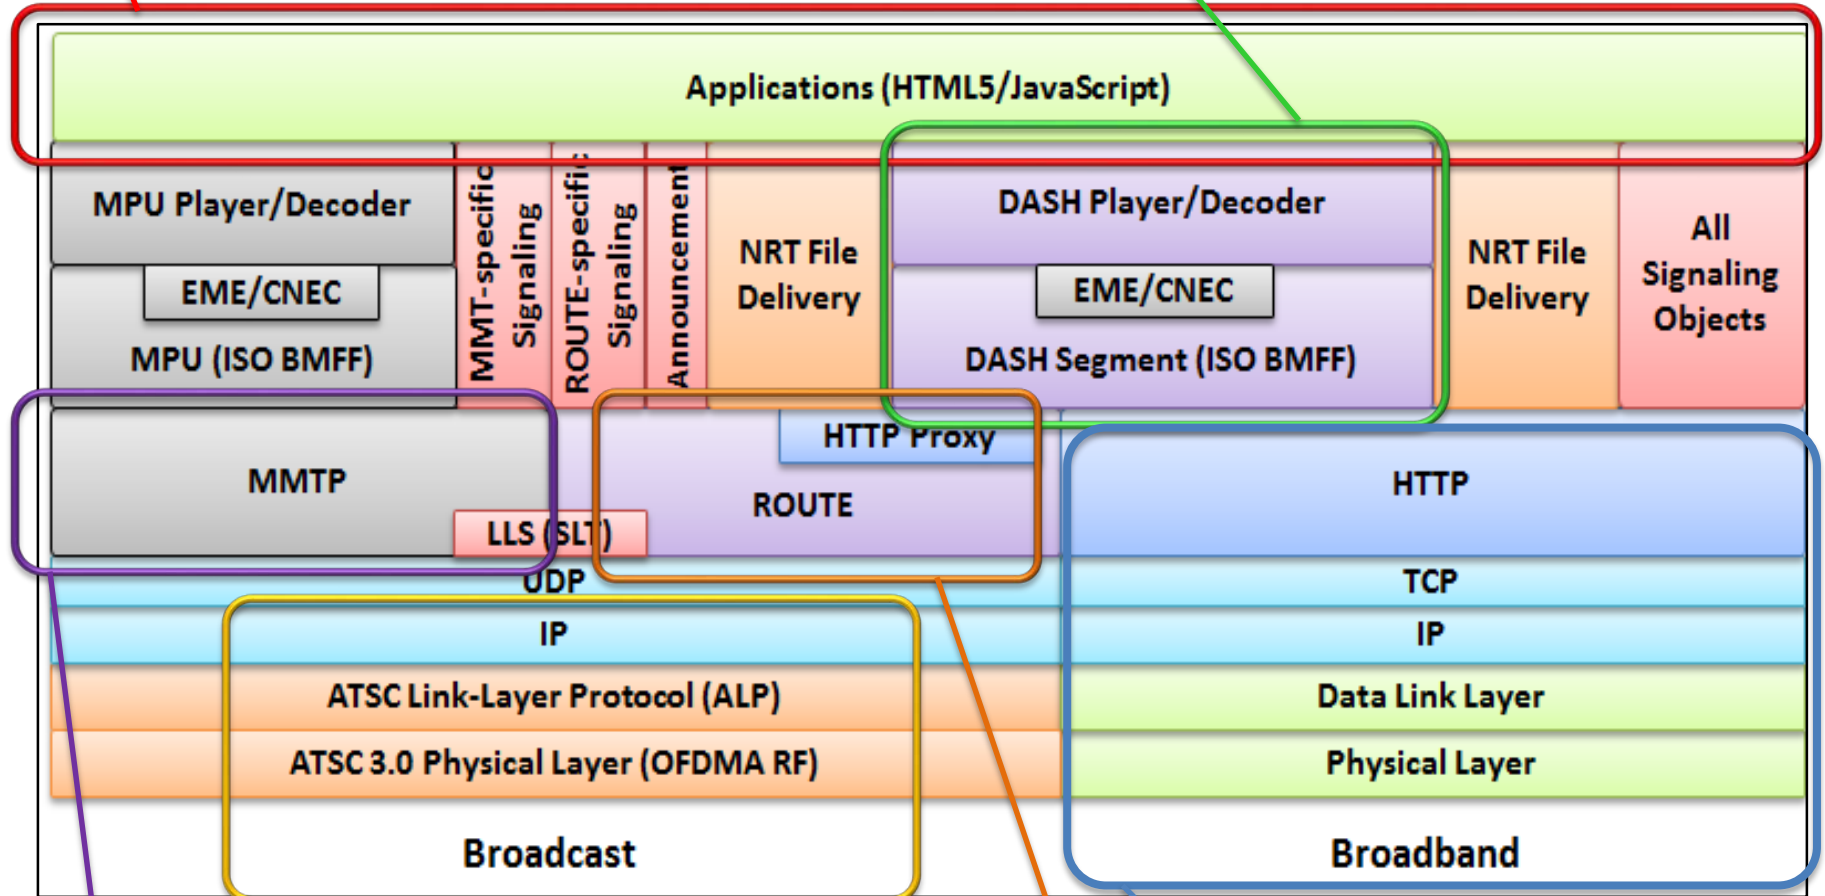 Applications (HTML5/JavaScript)
MPU Player/Decoder
EME/CNEC
MPU (ISO BMFF)
MMT-specific
Signaling
ROUTE-specific
Signaling
Announcement
NRT File
Delivery
DASH Player/Decoder
EME/CNEC
DASH Segment (ISO BMFF)
NRT File
Delivery
All
Signaling
Objects
MMTP
LLS (SLT)
HTTP Proxy
ROUTE
HTTP
UDP
TCP
IP
IP
ATSC Link-Layer Protocol (ALP)
Data Link Layer
ATSC 3.0 Physical Layer (OFDMA RF)
Physical Layer
Broadcast
Broadband